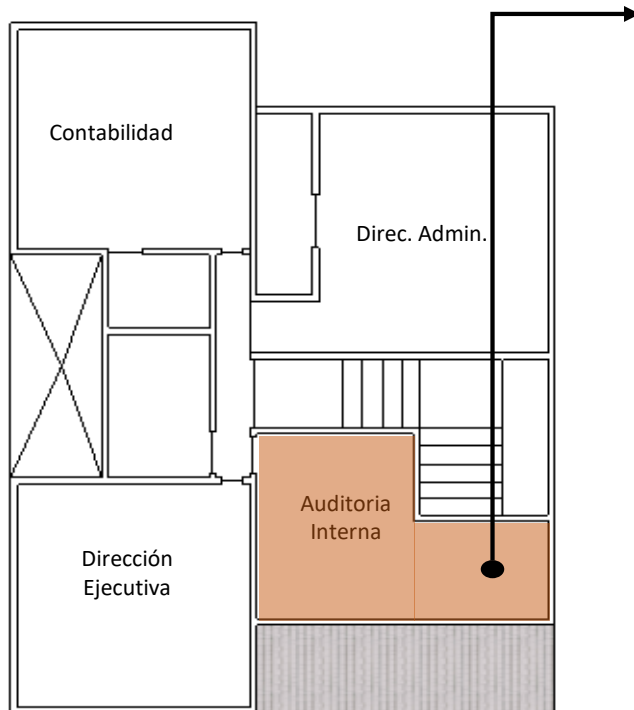 Contabilidad
Direc. Admin.
Auditoria
Interna
Dirección
Ejecutiva